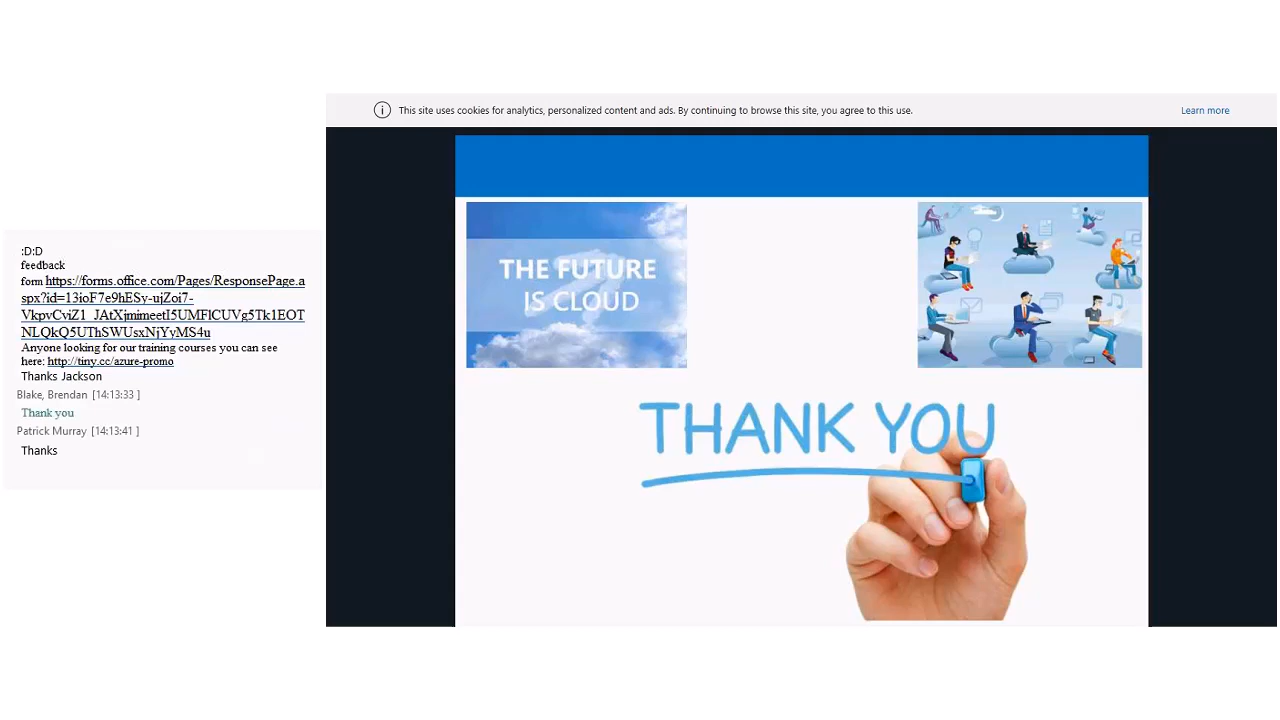 :D:D
feedback
form https://forms.office.com/Pages/ResponsePage.a
spx?id=13ioF7e9hESy-ujZoi7-
VkpvCviZ1_JAtXjmimeetI5UMFlCUVg5Tk1EOT
NLQkQ5UThSWUsxNjYyMS4u
Anyone looking for our training courses you can see
here: http://tiny.cc/azure-promo
Thanks Jackson
Blake, Brendan [14:13:33 ]
Thank you
Patrick Murray [14:13:41 ]
Thanks
This site uses cookies for analytics, personalized content and ads. By continuing to browse this site, you agree to this use.
Learn more
THE FUTURE
IS CLOUD
THANK YOU